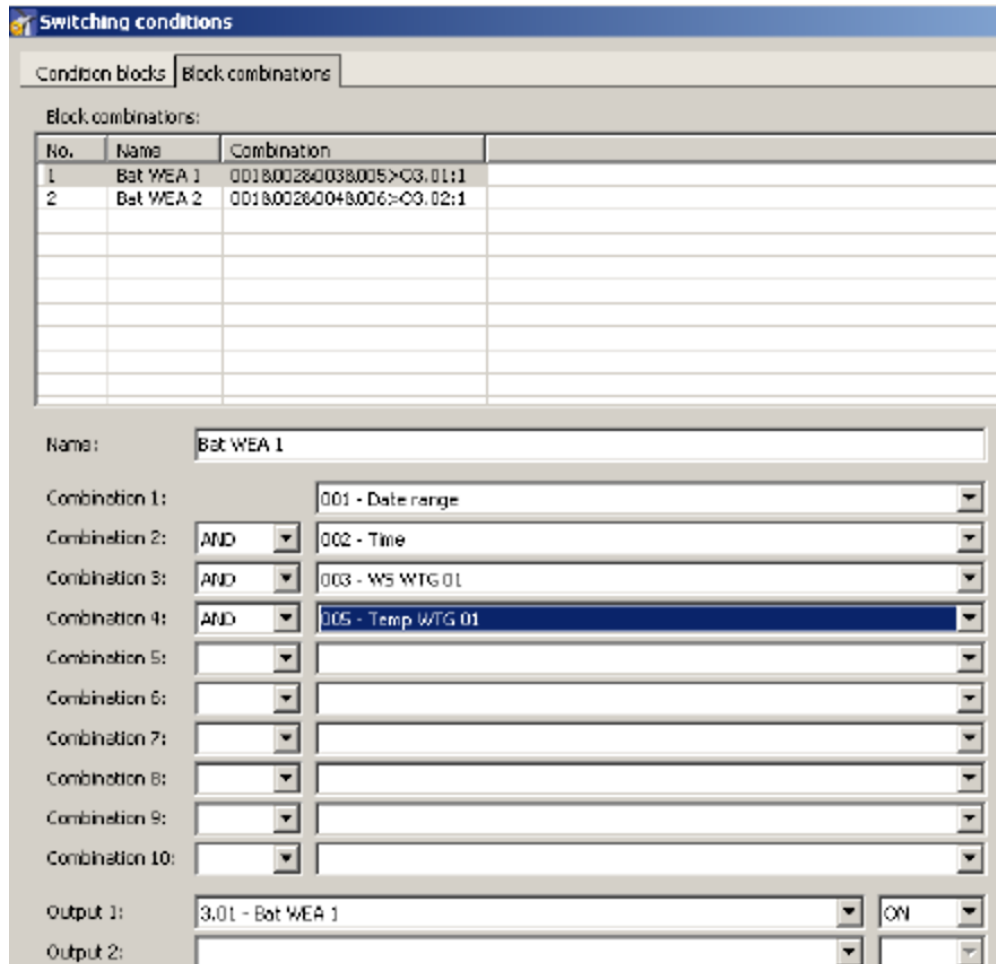 Switching conditions
Condition blocks Block combinations
Block combinations:
No. Name Combination
1 Bat WEA 1 001&002&003&005>O3.01:1
2 Bat WEA 2 001&002&004&006>O3.02:1
Name: Bat WEA 1
Combination 1: 001 - Date range
Combination 2: AND 002 - Time
Combination 3: AND 003 - WS WTG 01
Combination 4: AND 005 - Temp WTG 01
Combination 5:
Combination 6:
Combination 7:
Combination 8:
Combination 9:
Combination 10:
Output 1: 3.01 - Bat WEA 1 ON
Output 2: